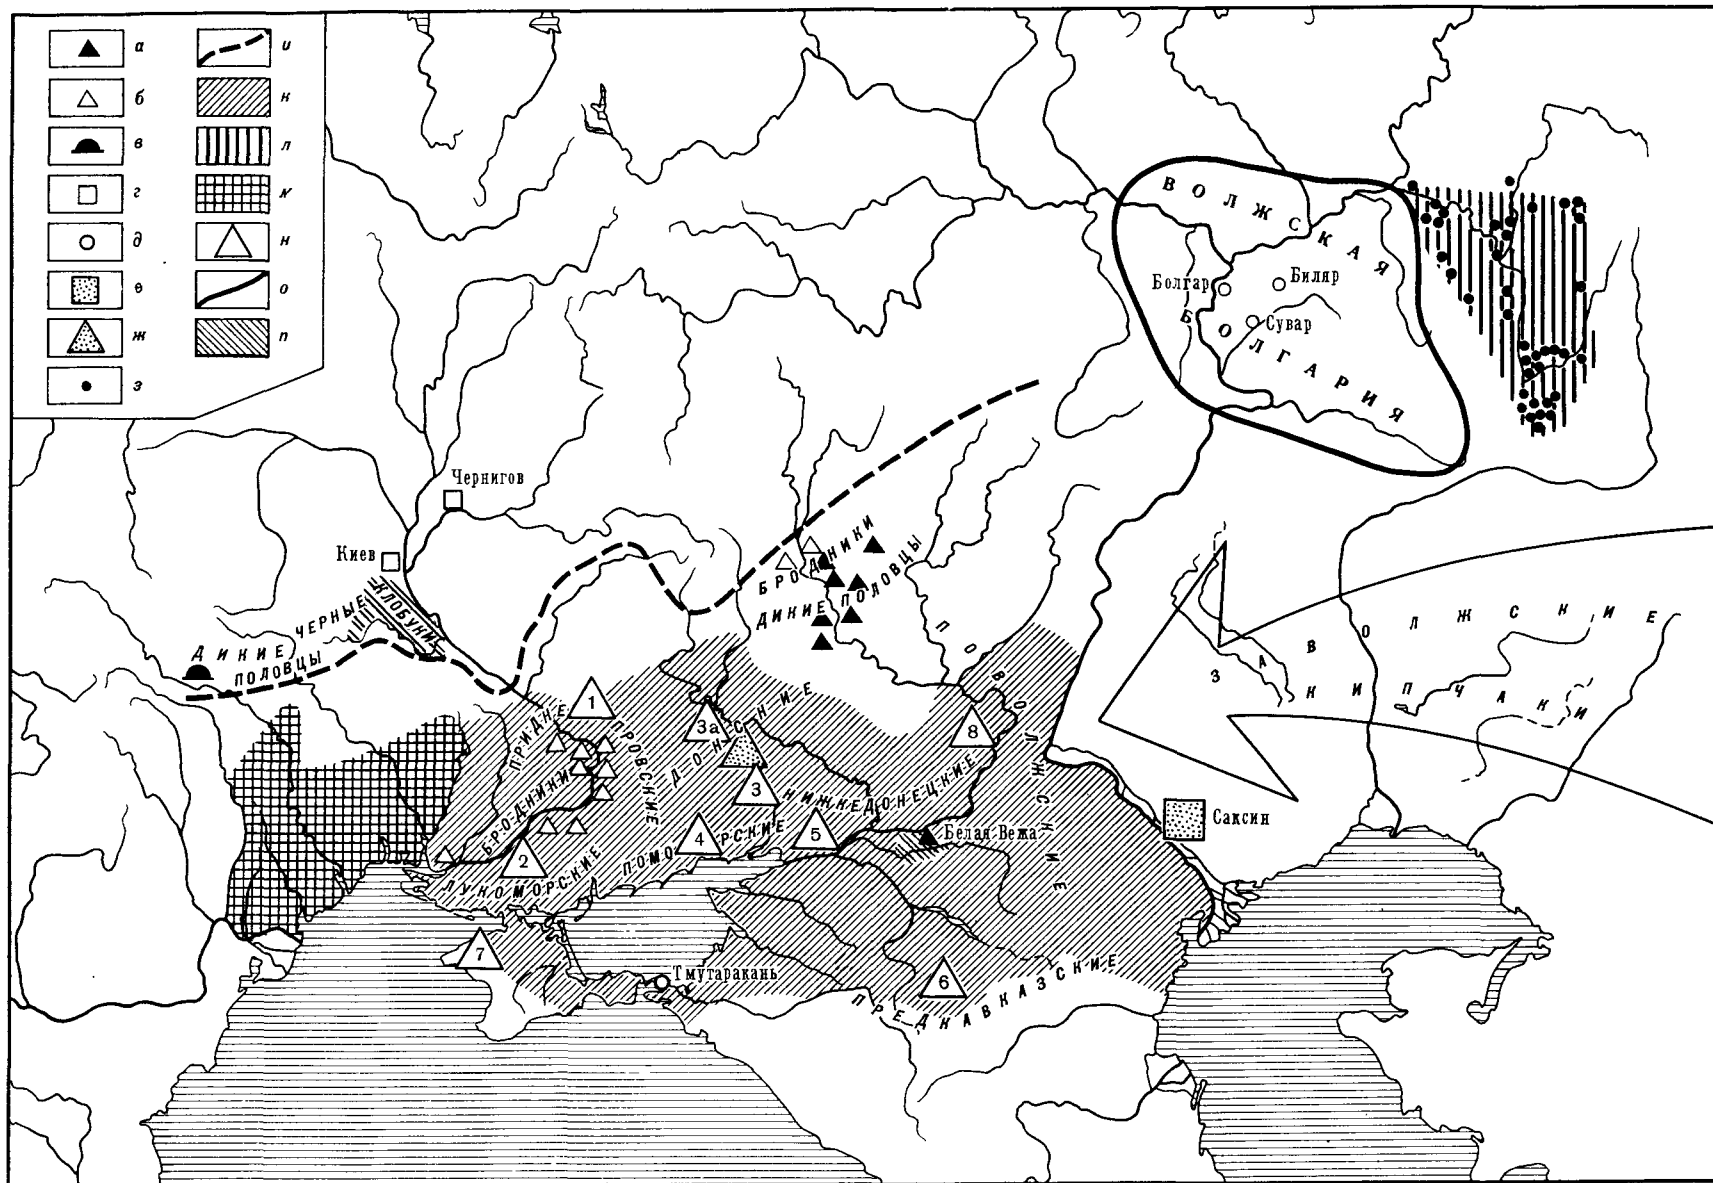 а
б
в
г
д
е
ж
з
и
к
л
м
н
о
п
ВОЛЖСКАЯ
БОЛГАРИЯ
Болгар
Биляр
Сувар
Чернигов
Киев
ЧЕРНЫЕ
КЛОБУКИ
ДИКИЕ
ПОЛОВЦЫ
БРОДНИКИ
ДИКИЕ ПОЛОВЦЫ
ПОВОЛЖСКИЕ
ЗАВОЛЖСКИЕ
КИПЧАКИ
ПРИДНЕПРОВСКИЕ
БРОДНИКИ
ДОНСКИЕ
НИЖНЕДОНЕЦКИЕ
ЛУКОМОРСКИЕ
ПОМОРСКИЕ
ПРЕДКАВКАЗСКИЕ
Белая Вежа
Саксин
Тмутаракань
1
2
3а
3
4
5
6
7
8